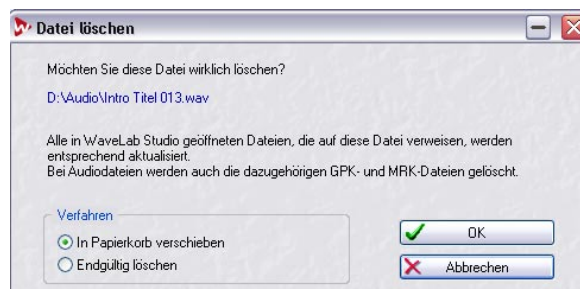 Datei löschen
Möchten Sie diese Datei wirklich löschen?
D:\Audio\Intro Titel 013.wav
Alle in WaveLab Studio geöffneten Dateien, die auf diese Datei verweisen, werden
entsprechend aktualisiert.
Bei Audiodateien werden auch die dazugehörigen GPK- und MRK-Dateien gelöscht.
Verfahren
In Papierkorb verschieben
Endgültig löschen
OK
Abbrechen